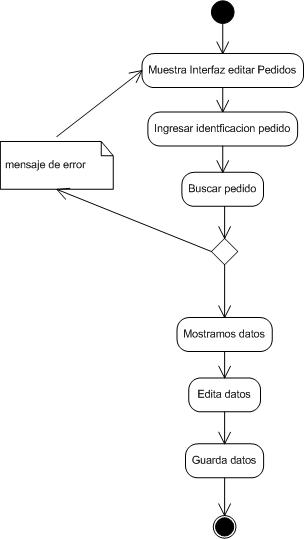 Muestra Interfaz editar Pedidos
Ingresar identficacion pedido
mensaje de error
Buscar pedido
Mostramos datos
Edita datos
Guarda datos